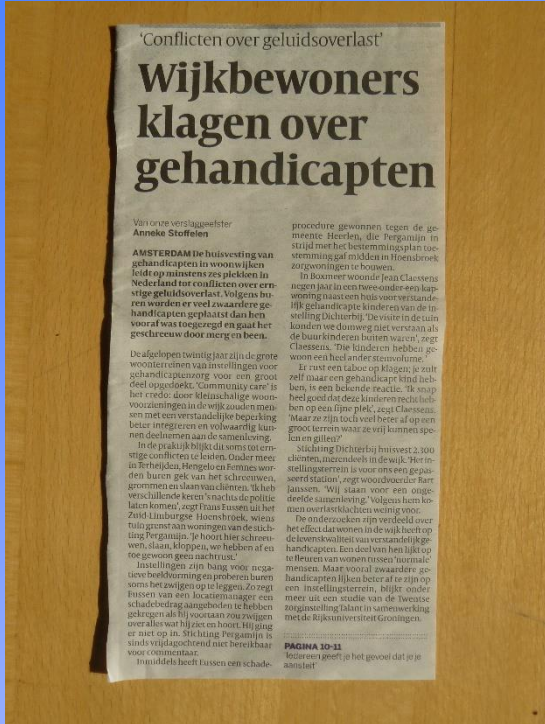 'Conflicten over geluidsoverlast'
Wijkbewoners
klagen over
gehandicapten
Van onze verslaggeefster
Anneke Stoffelen
AMSTERDAM De huisvesting van
gehandicapten in woonwijken
leidt op minstens zes plekken in
Nederland tot conflicten over ern-
stige geluidsoverlast. Volgens bu-
ren worden er veel zwaardere ge-
handicapten geplaatst dan hen
vooraf was toegezegd en gaat het
geschreeuw door merg en been.
De afgelopen twintig jaar zijn de grote
woonterreinen van instellingen voor
gehandicaptenzorg voor een groot
deel opgedoekt. 'Community care' is
het credo: door kleinschalige woon-
voorzieningen in de wijk zouden men-
sen met een verstandelijke beperking
beter integreren en volwaardig kun-
nen deelnemen aan de samenleving.
In de praktijk blijkt dit soms tot ern-
stige conflicten te leiden. Onder meer
in Terheijden, Hengelo en Eemnes wor-
den buren gek van het schreeuwen,
grommen en slaan van cliënten. 'Ik heb
verschillende keren 's nachts de politie
laten komen', zegt Frans Eussen uit het
Zuid-Limburgse Hoensbroek, wiens
tuin grenst aan woningen van de stich-
ting Pergamijn. 'Je hoort hier schreeu-
wen, slaan, kloppen, we hebben af en
toe gewoon geen nachtrust.'
Instellingen zijn bang voor nega-
tieve beeldvorming en proberen buren
soms het zwijgen op te leggen. Zo zegt
Eussen van een locatiemanager een
schadebedrag aangeboden te hebben
gekregen als hij voortaan zou zwijgen
over alles wat hij ziet en hoort. Hij ging
er niet op in. Stichting Pergamijn is
sinds vrijdagochtend niet bereikbaar
voor commentaar.
Inmiddels heeft Eussen een schade-
procedure gewonnen tegen de ge-
meente Heerlen, die Pergamijn in
strijd met het bestemmingsplan toe-
stemming gaf midden in Hoensbroek
zorgwoningen te bouwen.
In Boxmeer woonde Jean Claessens
negen jaar in een twee-onder-een-kap-
woning naast een huis voor verstande-
lijk gehandicapte kinderen van de in-
stelling Dichterbij. 'De visite in de tuin
konden we domweg niet verstaan als
de buurkinderen buiten waren', zegt
Claessens. 'Die kinderen hebben ge-
woon een heel ander stemvolume.'
Er rust een taboe op klagen; je zult
zelf maar een gehandicapt kind heb-
ben, is een bekende reactie. 'Ik snap
heel goed dat deze kinderen recht heb-
ben op een fijne plek', zegt Claessens.
'Maar ze zijn toch veel beter af op een
groot terrein waar ze vrij kunnen spe-
len en gillen?'
Stichting Dichterbij huisvest 2.300
cliënten, merendeels in de wijk. 'Het in-
stellingsterrein is voor ons een gepas-
seerd station', zegt woordvoerder Bart
Janssen. 'Wij staan voor een onge-
deelde samenleving.' Volgens hem ko-
men overlastklachten weinig voor.
De onderzoeken zijn verdeeld over
het effect dat wonen in de wijk heeft op
de levenskwaliteit van verstandelijk ge-
handicapten. Een deel van hen lijkt op
te fleuren van wonen tussen 'normale'
mensen. Maar vooral zwaardere ge-
handicapten lijken beter af te zijn op
een instellingsterrein, blijkt onder
meer uit een studie van de Twentse
zorginstelling Talant in samenwerking
met de Rijksuniversiteit Groningen.
PAGINA 10-11
'Iedereen geeft je het gevoel dat je je
aanstelt'